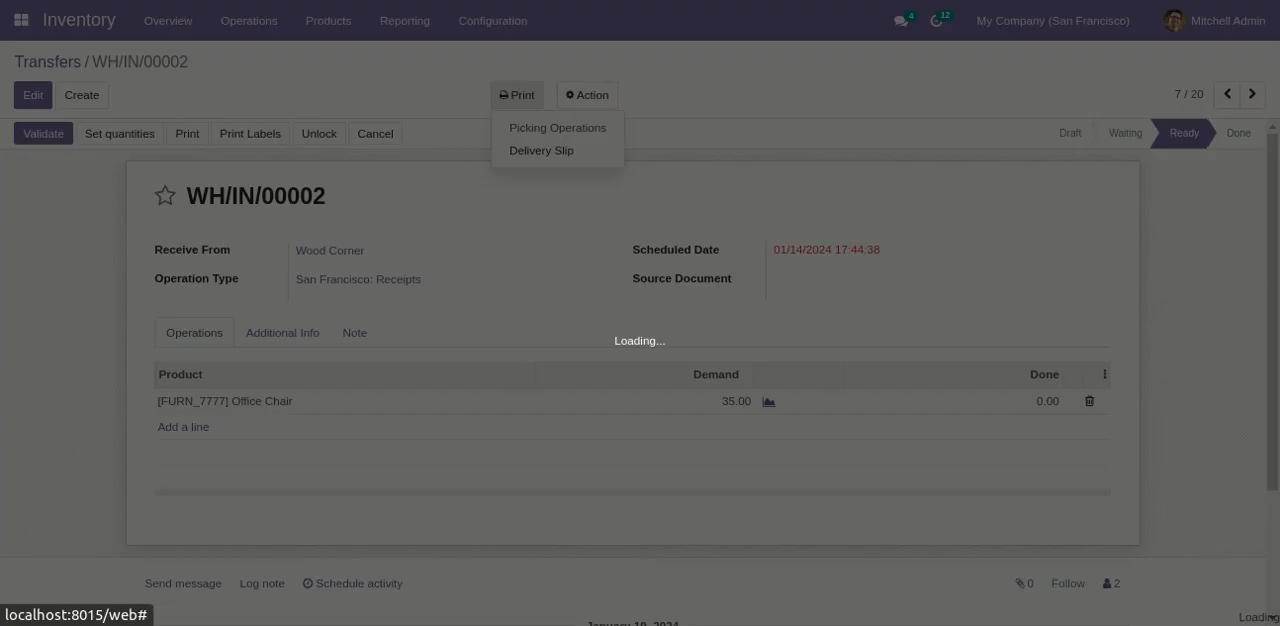 Inventory Overview Operations Products Reporting Configuration 4 12 My Company (San Francisco) Mitchell Admin
Transfers / WH/IN/00002
Edit Create Print Action 7 / 20
Validate Set quantities Print Print Labels Unlock Cancel Draft Waiting Ready Done
Picking Operations
Delivery Slip
WH/IN/00002
Receive From Wood Corner Scheduled Date 01/14/2024 17:44:38
Operation Type San Francisco: Receipts Source Document
Operations Additional Info Note
Loading...
Product Demand Done
[FURN_7777] Office Chair 35.00 0.00
Add a line
Send message Log note Schedule activity 0 Follow 2
localhost:8015/web#
Loading